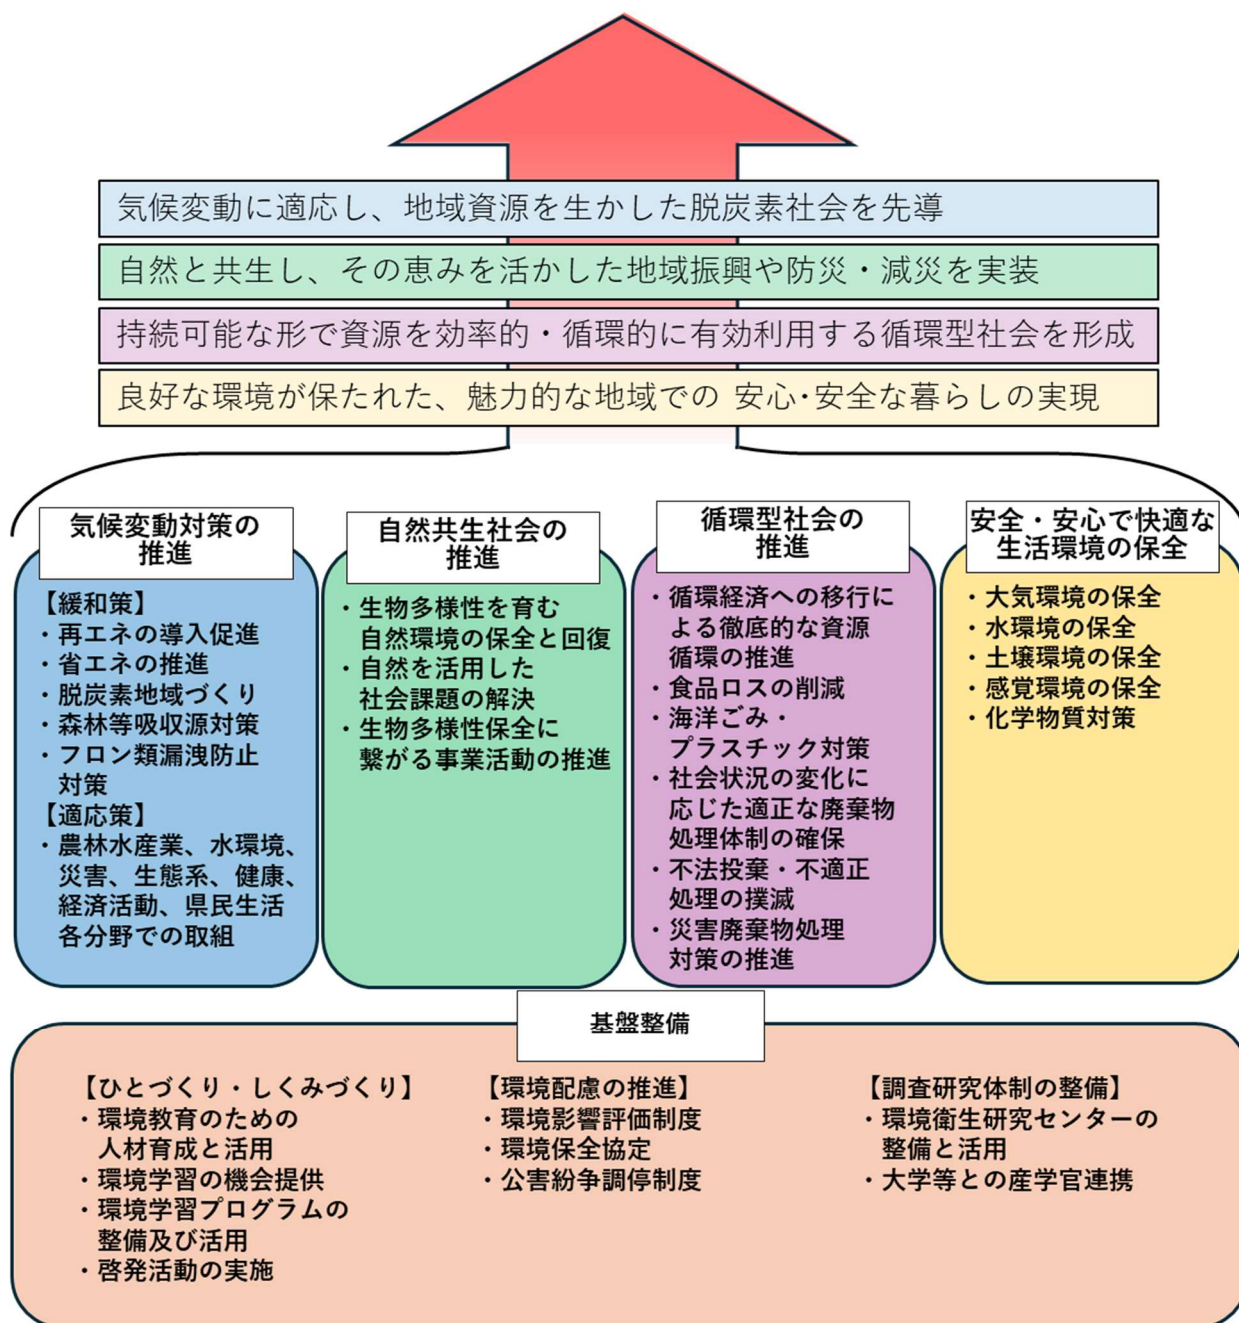 気候変動に適応し、地域資源を生かした脱炭素社会を先導
自然と共生し、その恵みを活かした地域振興や防災・減災を実装
持続可能な形で資源を効率的・循環的に有効利用する循環型社会を形成
良好な環境が保たれた、魅力的な地域での 安心・安全な暮らしの実現
気候変動対策の
推進
【緩和策】
・再エネの導入促進
・省エネの推進
・脱炭素地域づくり
・森林等吸収源対策
・フロン類漏洩防止
対策
【適応策】
・農林水産業、水環境、
災害、生態系、健康、
経済活動、県民生活
各分野での取組
自然共生社会の
推進
・生物多様性を育む
自然環境の保全と回復
・自然を活用した
社会課題の解決
・生物多様性保全に
繋がる事業活動の推進
循環型社会の
推進
・循環経済への移行に
よる徹底的な資源
循環の推進
・食品ロスの削減
・海洋ごみ・
プラスチック対策
・社会状況の変化に
応じた適正な廃棄物
処理体制の確保
・不法投棄・不適正
処理の撲滅
・災害廃棄物処理
対策の推進
安全・安心で快適な
生活環境の保全
・大気環境の保全
・水環境の保全
・土壌環境の保全
・感覚環境の保全
・化学物質対策
基盤整備
【ひとづくり・しくみづくり】
・環境教育のための
人材育成と活用
・環境学習の機会提供
・環境学習プログラムの
整備及び活用
・啓発活動の実施
【環境配慮の推進】
・環境影響評価制度
・環境保全協定
・公害紛争調停制度
【調査研究体制の整備】
・環境衛生研究センターの
整備と活用
・大学等との産学官連携